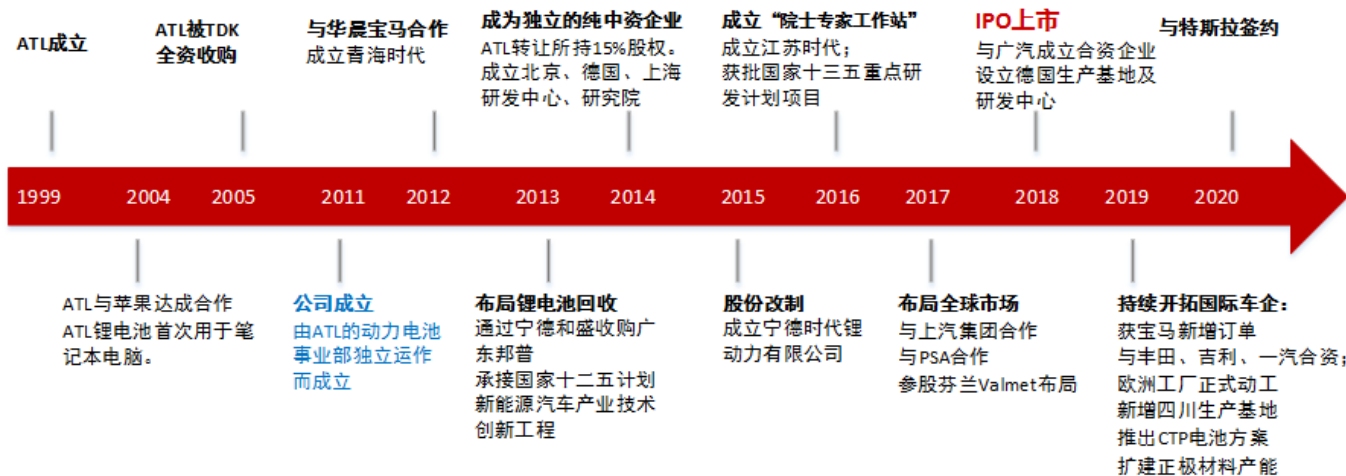 ATL成立
ATL被TDK
全资收购
与华晨宝马合作
成立青海时代
成为独立的纯中资企业
ATL转让所持15%股权。
成立北京、德国、上海
研发中心、研究院
成立“院士专家工作站”
成立江苏时代；
获批国家十三五重点研
发计划项目
IPO上市
与广汽成立合资企业
设立德国生产基地及
研发中心
与特斯拉签约
1999 2004 2005 2011 2012 2013 2014 2015 2016 2017 2018 2019 2020
ATL与苹果达成合作
ATL锂电池首次用于笔
记本电脑。
公司成立
由ATL的动力电池
事业部独立运作
而成立
布局锂电池回收
通过宁德和盛收购广
东邦普
承接国家十二五计划
新能源汽车产业技术
创新工程
股份改制
成立宁德时代锂
动力有限公司
布局全球市场
与上汽集团合作
与PSA合作
参股芬兰Valmet布局
持续开拓国际车企：
获宝马新增订单
与丰田、吉利、一汽合资；
欧洲工厂正式动工
新增四川生产基地
推出CTP电池方案
扩建正极材料产能